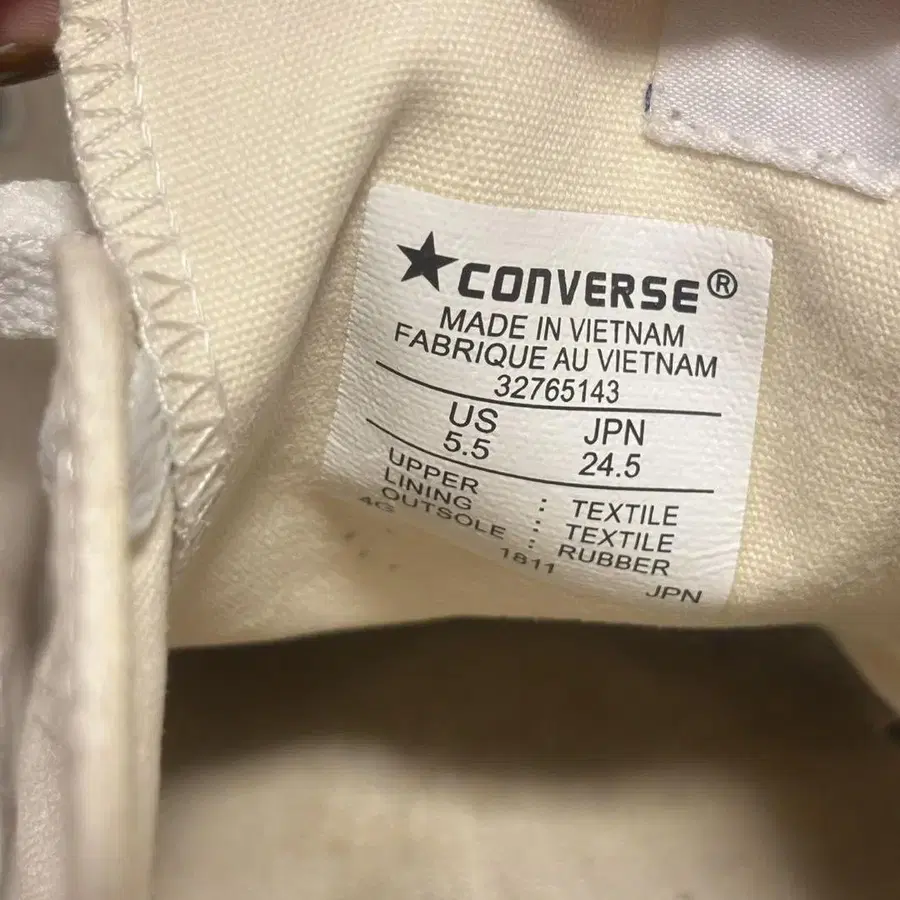 CONVERSE®
MADE IN VIETNAM
FABRIQUE AU VIETNAM
32765143
US JPN
5.5 24.5
UPPER : TEXTILE
LINING : TEXTILE
OUTSOLE : RUBBER
4G 1811 JPN